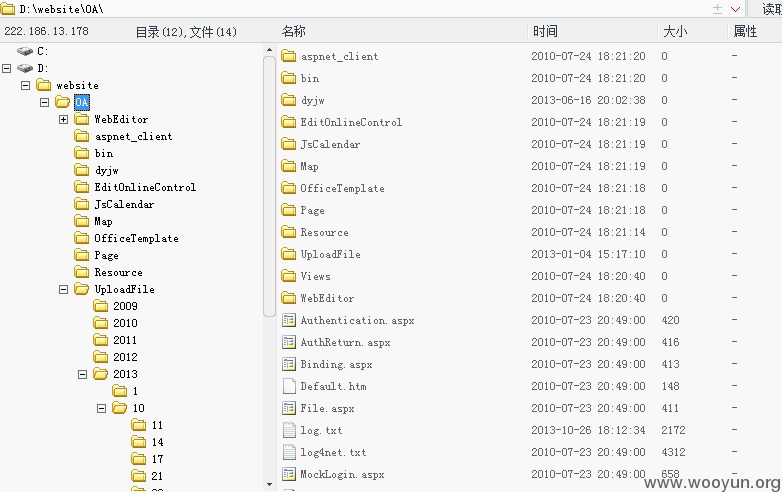 D:\website\OA\
读取
222.186.13.178 目录(12),文件(14) 名称 时间 大小 属性
C:
D:
website
OA
WebEditor
aspnet_client
bin
dyjw
EditOnlineControl
JsCalendar
Map
OfficeTemplate
Page
Resource
UploadFile
2009
2010
2011
2012
2013
1
10
11
14
17
21
aspnet_client 2010-07-24 18:21:20 0 -
bin 2010-07-24 18:21:20 0 -
dyjw 2013-06-16 20:02:38 0 -
EditOnlineControl 2010-07-24 18:21:19 0 -
JsCalendar 2010-07-24 18:21:19 0 -
Map 2010-07-24 18:21:19 0 -
OfficeTemplate 2010-07-24 18:21:18 0 -
Page 2010-07-24 18:21:18 0 -
Resource 2010-07-24 18:21:14 0 -
UploadFile 2013-01-04 15:17:10 0 -
Views 2010-07-24 18:20:40 0 -
WebEditor 2010-07-24 18:20:40 0 -
Authentication.aspx 2010-07-23 20:49:00 420 -
AuthReturn.aspx 2010-07-23 20:49:00 416 -
Binding.aspx 2010-07-23 20:49:00 413 -
Default.htm 2010-07-23 20:49:00 148 -
File.aspx 2010-07-23 20:49:00 411 -
log.txt 2013-10-26 18:12:34 2172 -
log4net.txt 2010-07-23 20:49:00 4312 -
MockLogin.aspx 2010-07-23 20:49:00 658 -
www.wooyun.org